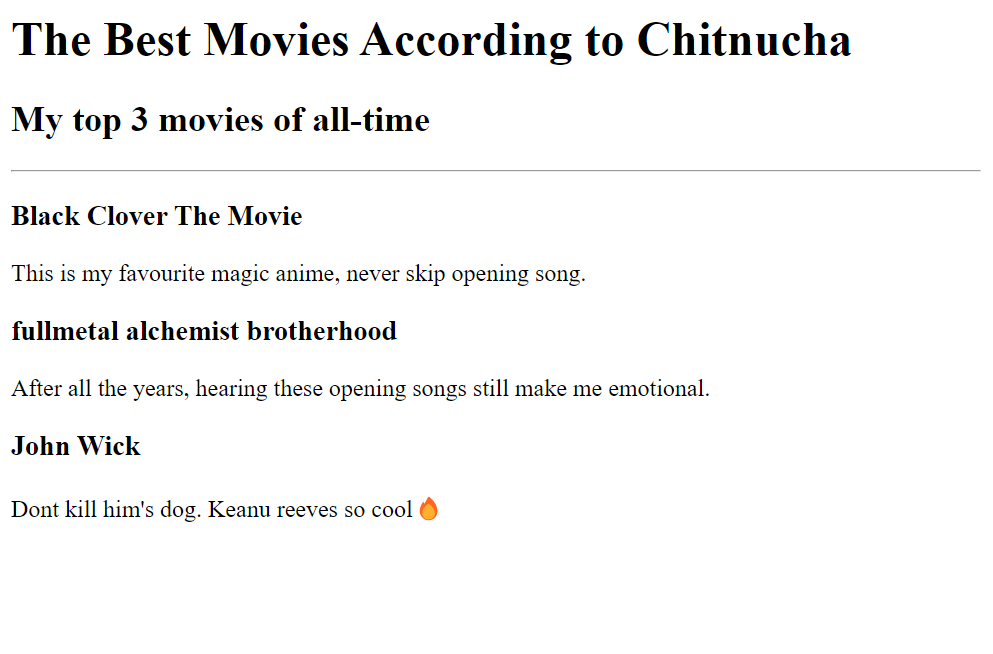 The Best Movies According to Chitnucha
My top 3 movies of all-time
Black Clover The Movie
This is my favourite magic anime, never skip opening song.
fullmetal alchemist brotherhood
After all the years, hearing these opening songs still make me emotional.
John Wick
Dont kill him's dog. Keanu reeves so cool 🔥